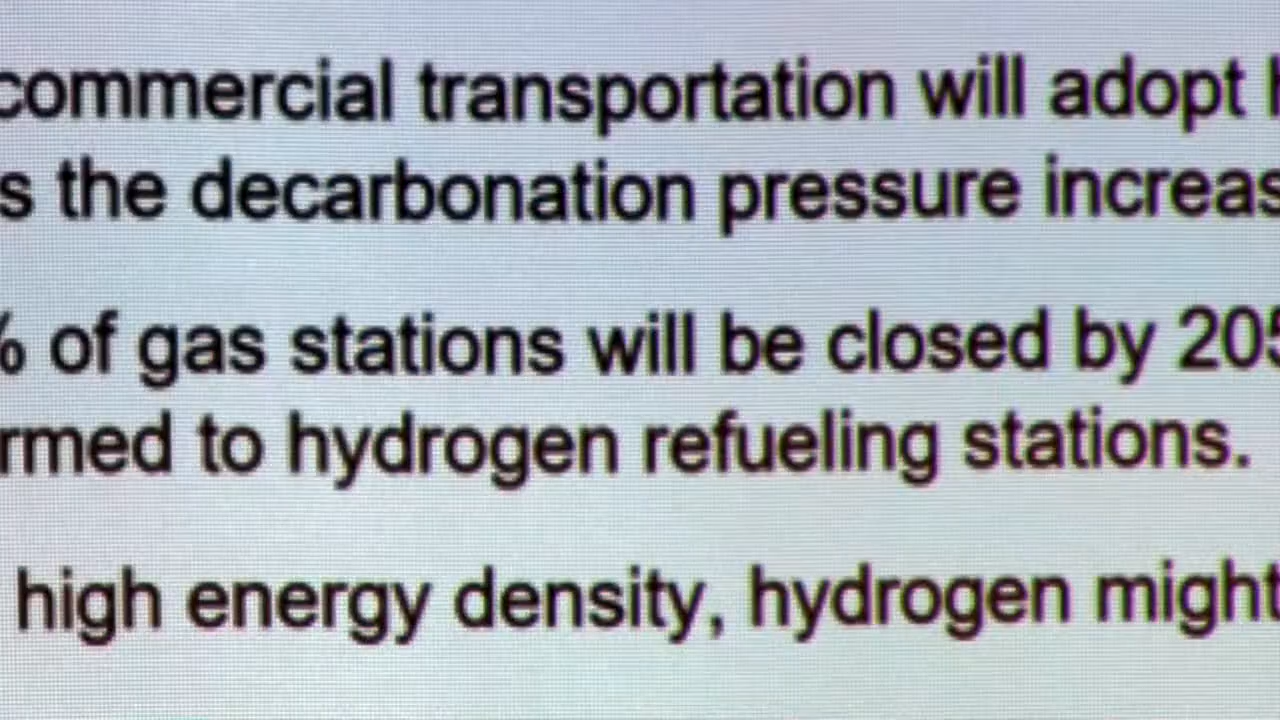 commercial transportation will adopt
s the decarbonation pressure increas
% of gas stations will be closed by 205
rmed to hydrogen refueling stations.
high energy density, hydrogen might